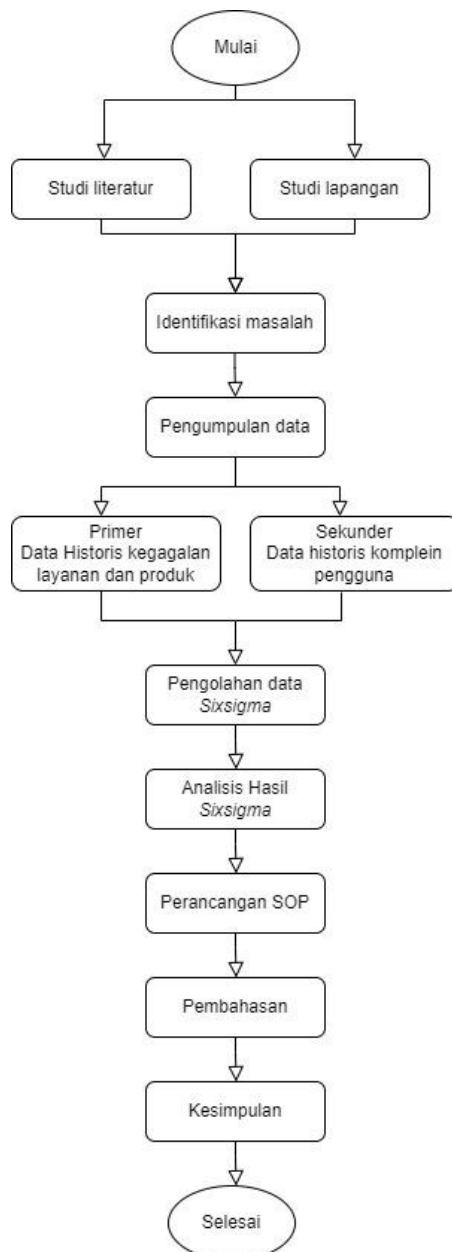 Mulai
Studi literatur
Studi lapangan
Identifikasi masalah
Pengumpulan data
Primer
Data Historis kegagalan
layanan dan produk
Sekunder
Data historis komplein
pengguna
Pengolahan data
Sixsigma
Analisis Hasil
Sixsigma
Perancangan SOP
Pembahasan
Kesimpulan
Selesai